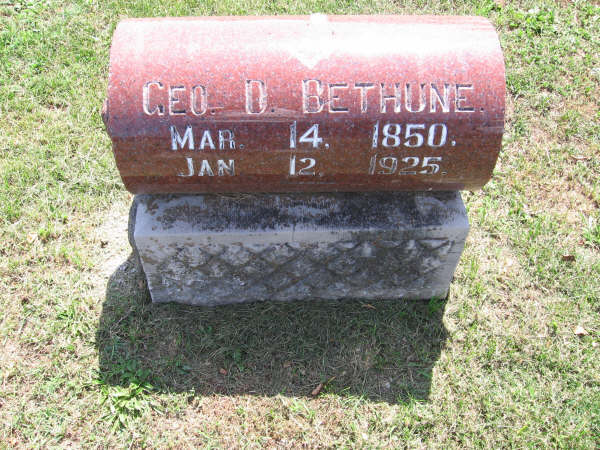 GEO. D. BETHUNE.
MAR. 14. 1850.
JAN 12. 1925.